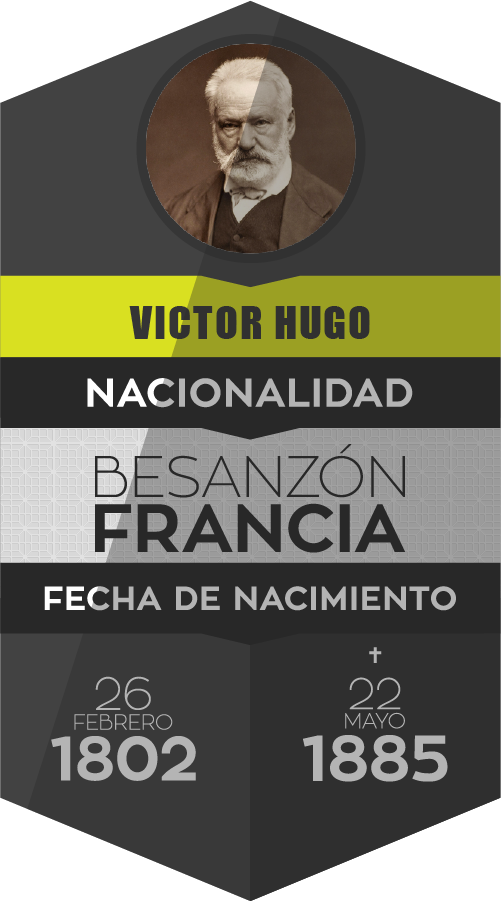 VICTOR HUGO
NACIONALIDAD
BESANZÓN
FRANCIA
FECHA DE NACIMIENTO
26
FEBRERO
1802
✝
22
MAYO
1885